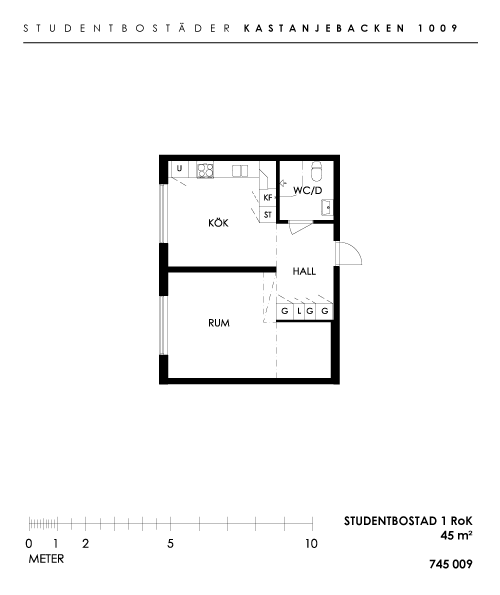 STUDENTBOSTÄDER KASTANJEBACKEN 1009
U
WC/D
KF
ST
KÖK
HALL
G L G G
RUM
0 1 2 5 10
METER
STUDENTBOSTAD 1 RoK
45 m²
745 009